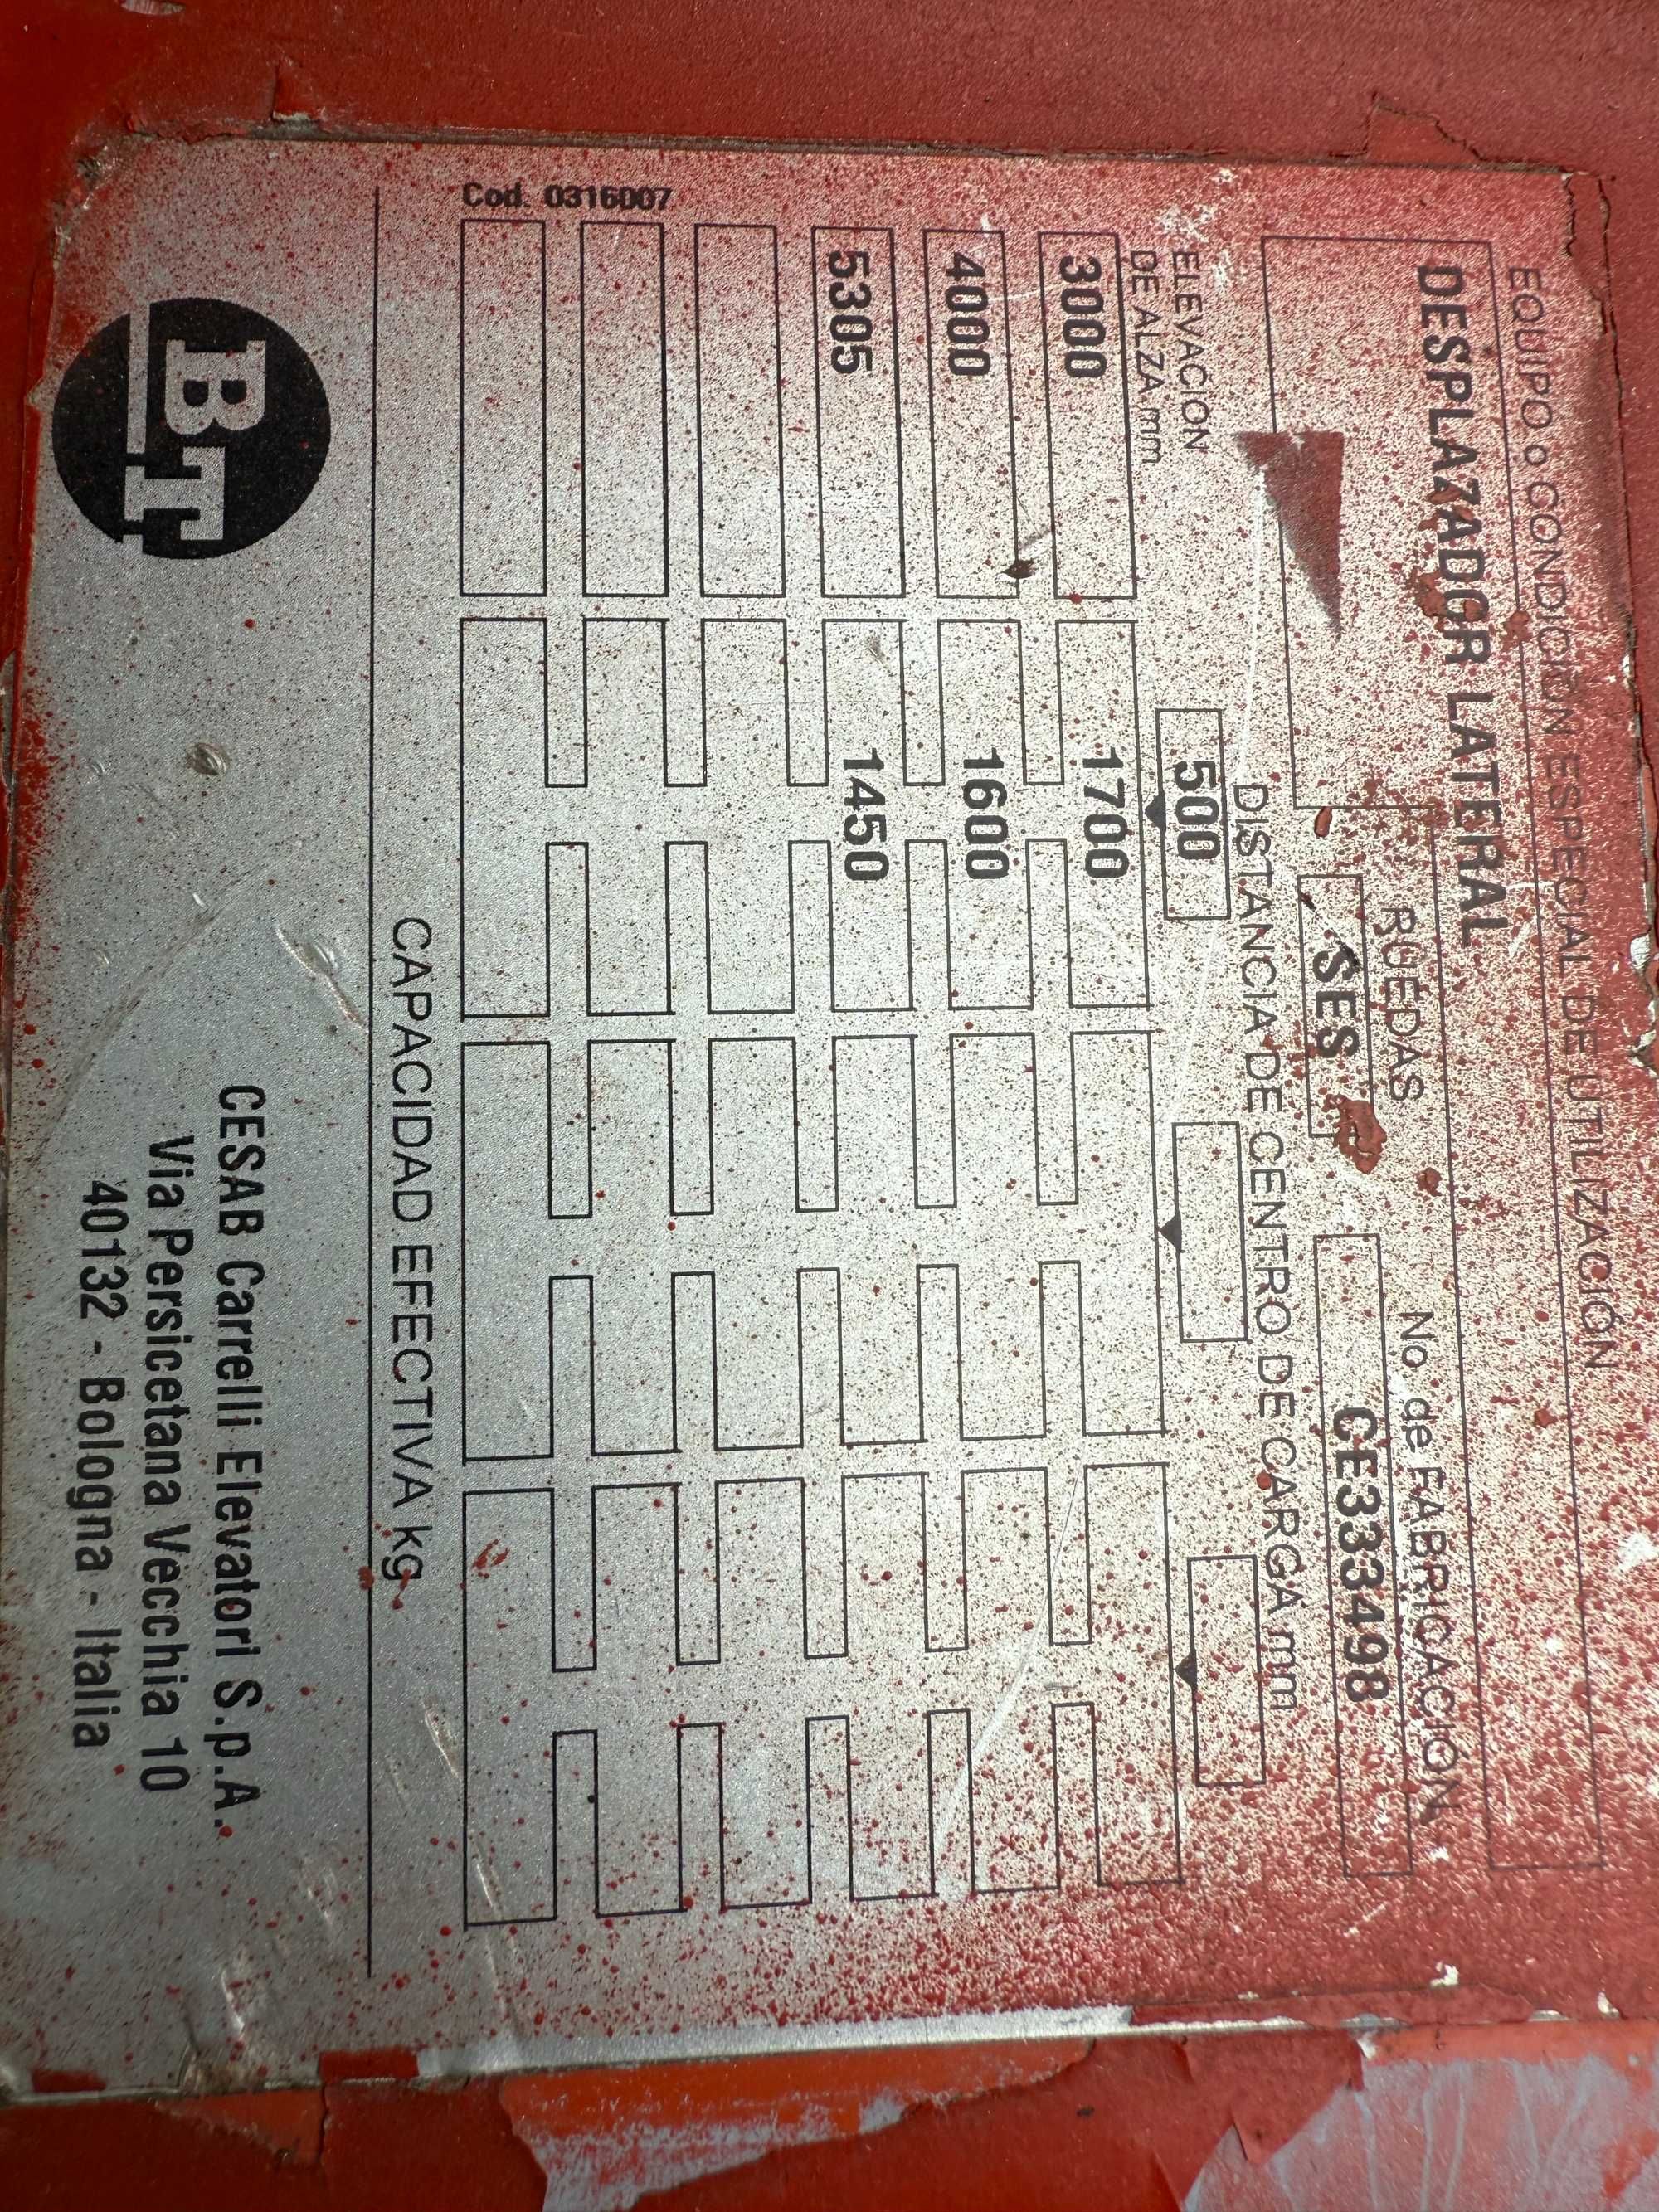 EQUIPO o CONDICIÓN ESPECIAL DE UTILIZACIÓN
DESPLAZADOR LATERAL
RUEDAS
No. de FABRICACIÓN
SES
CE333498
DISTANCIA DE CENTRO DE CARGA mm
ELEVACION
DE ALZA mm
500
3000
1700
4000
1600
5305
1450
Cod. 0316007
CAPACIDAD EFECTIVA kg
BT
CESAB Carrelli Elevatori S.p.A.
Via Persicetana Vecchia 10
40132 - Bologna - Italia